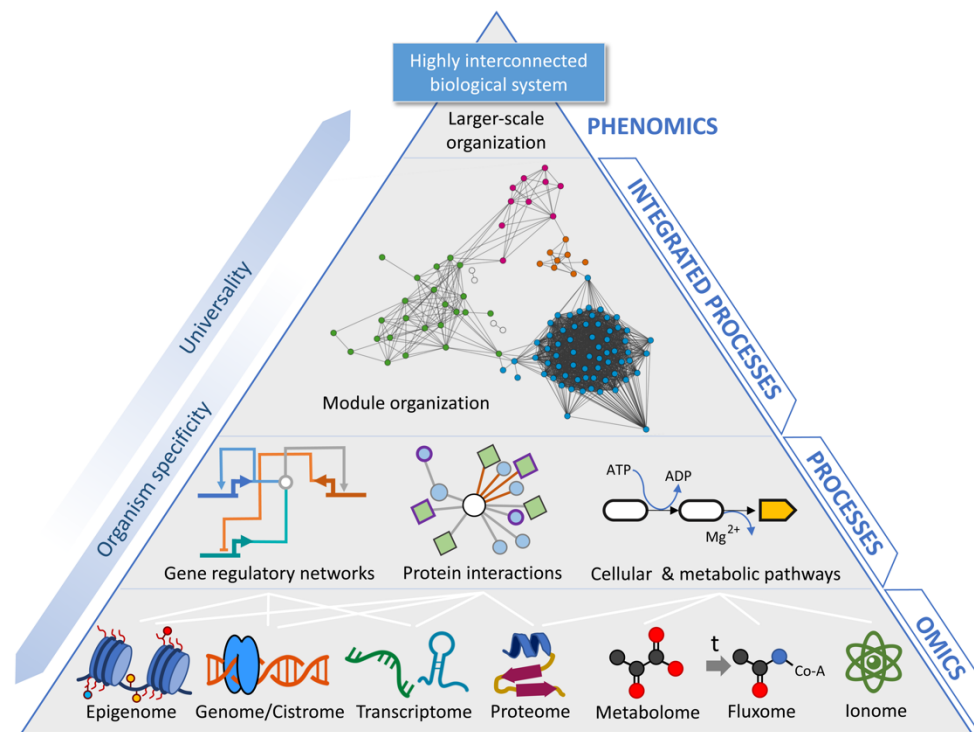 Highly interconnected
biological system
Larger-scale
organization
PHENOMICS
INTEGRATED PROCESSES
Universality
Module organization
Organism specificity
PROCESSES
ATP
ADP
Mg2+
Gene regulatory networks
Protein interactions
Cellular & metabolic pathways
OMICS
t
Co-A
Epigenome
Genome/Cistrome
Transcriptome
Proteome
Metabolome
Fluxome
Ionome